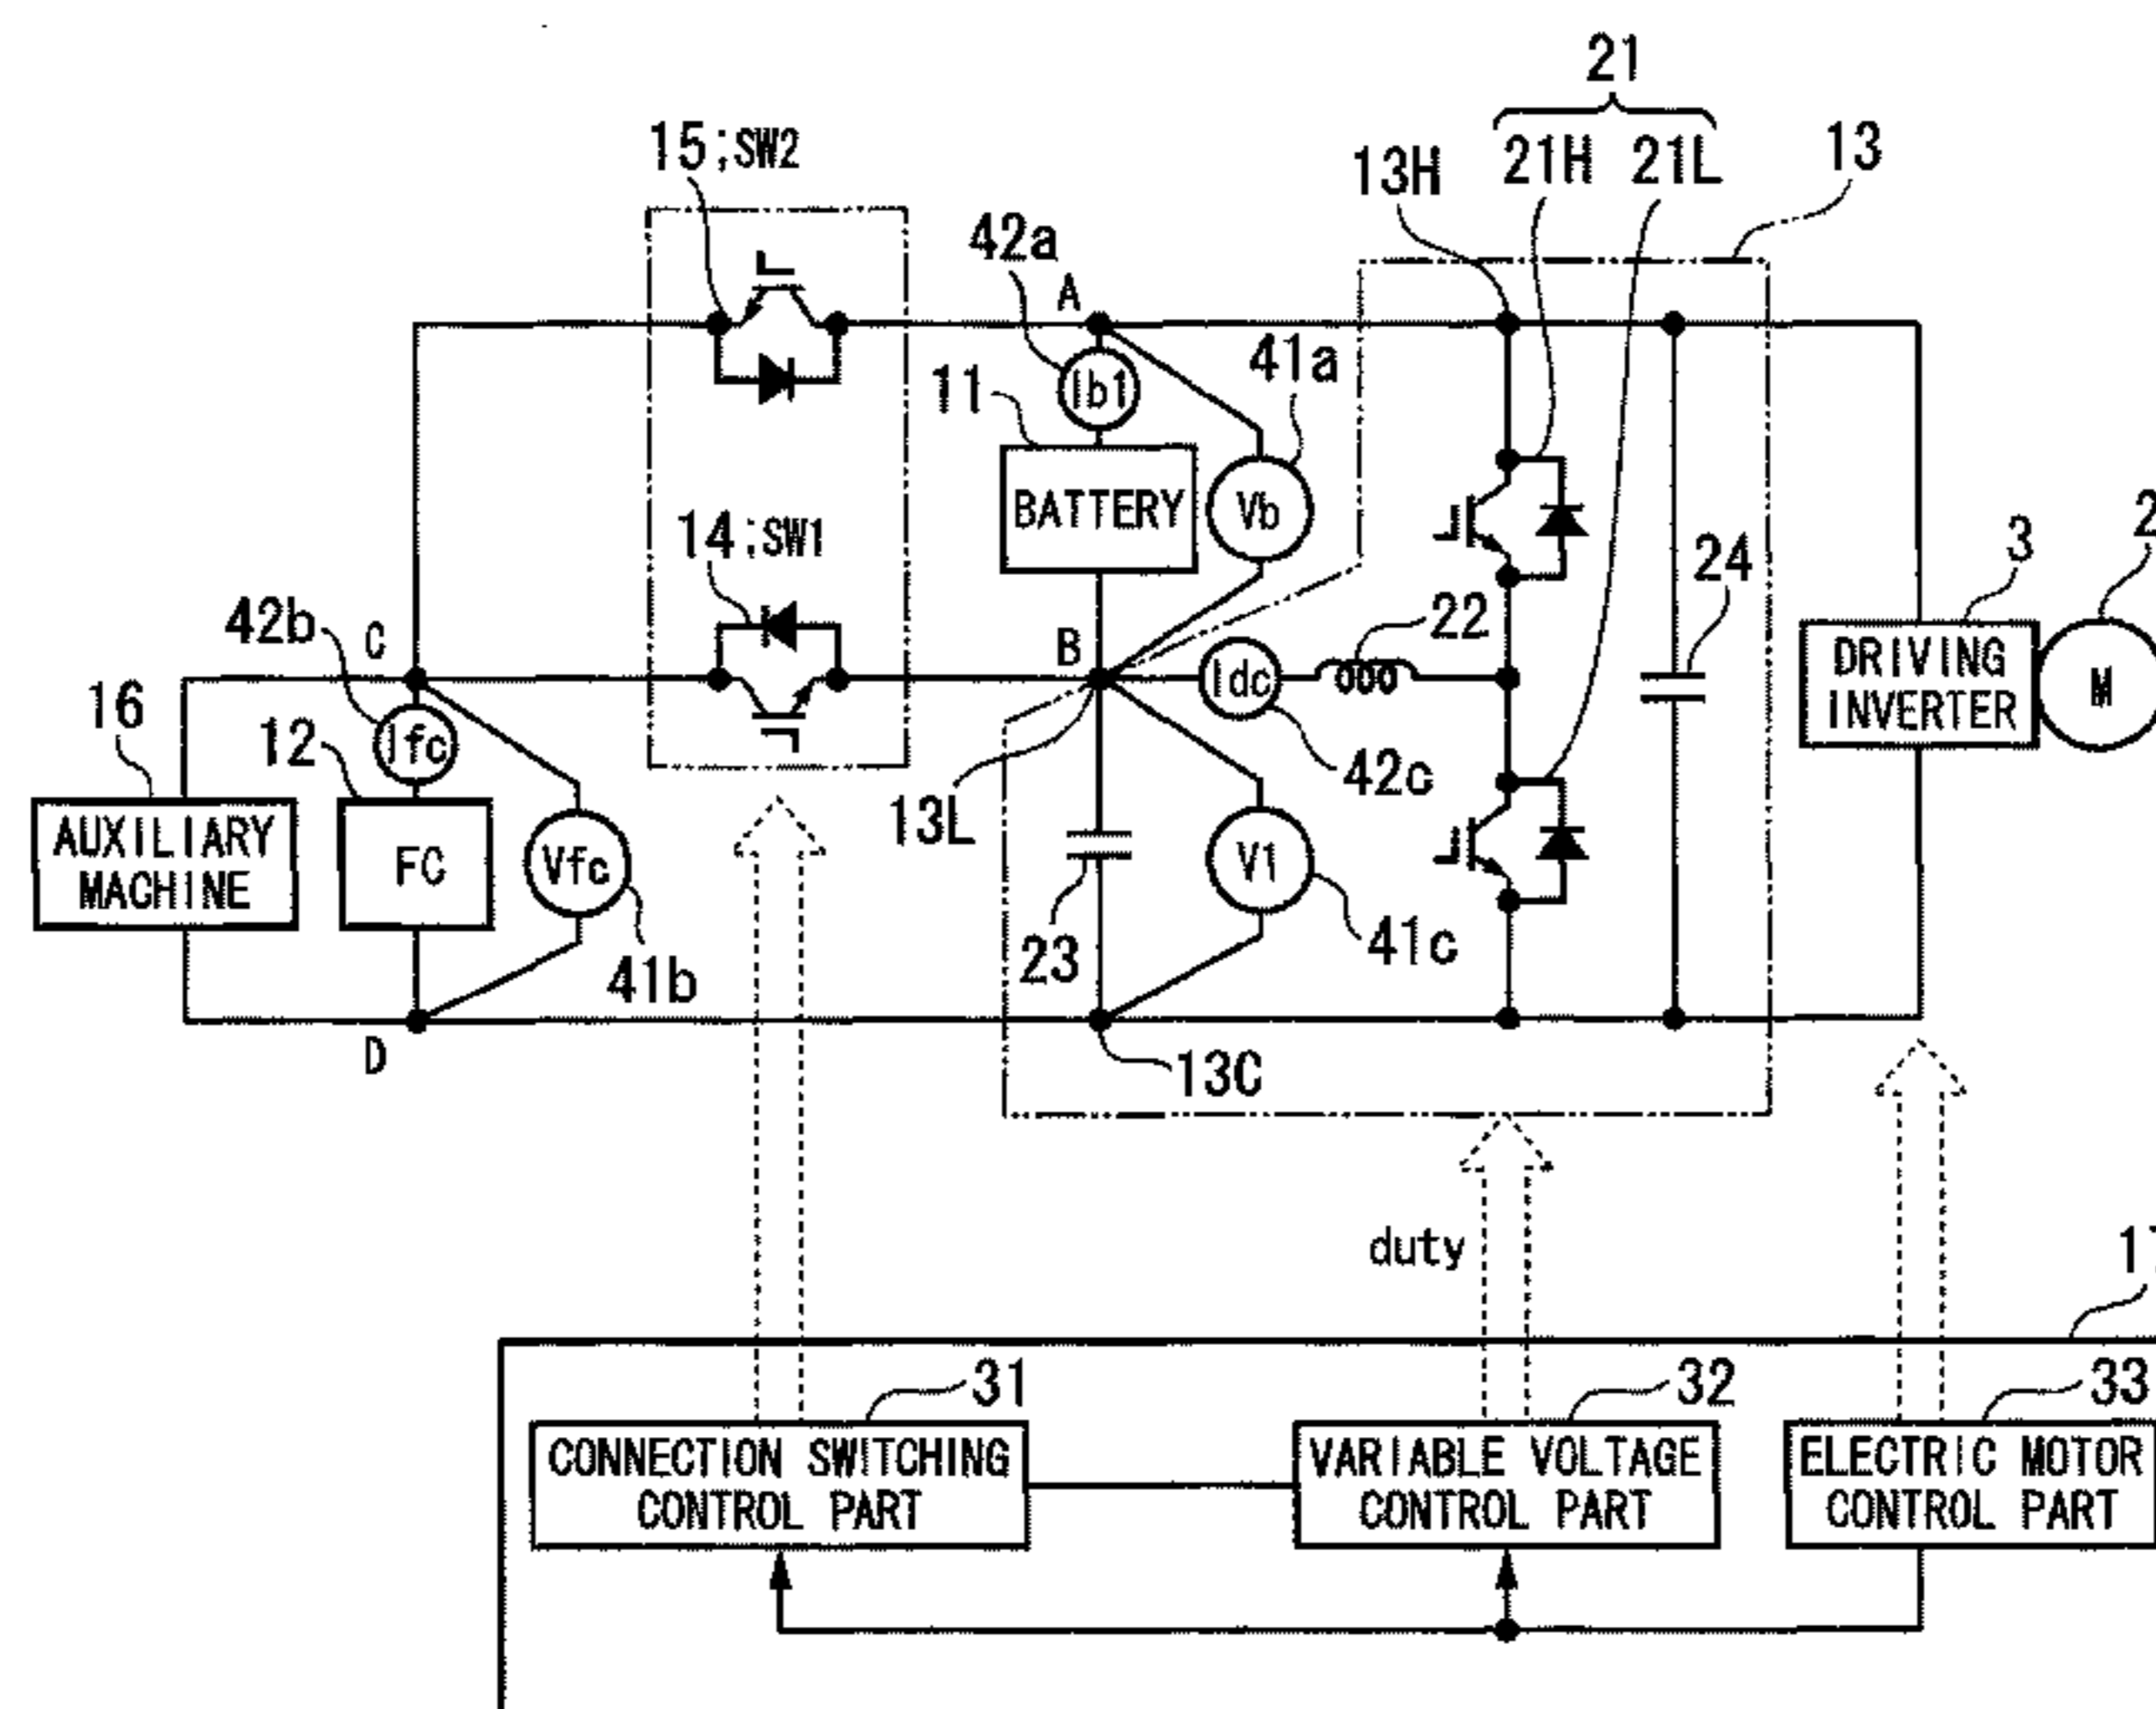 21
15;SW2
13H
21H
21L
13
42a
A
41a
11
Ib1
BATTERY
Vb
14;SW1
24
3
2
42b
C
B
22
DRIVING
INVERTER
M
16
12
Ifc
Idc
42c
13L
AUXILIARY
MACHINE
FC
Vfc
V1
41b
23
41c
D
13C
duty
17
31
32
33
CONNECTION SWITCHING
CONTROL PART
VARIABLE VOLTAGE
CONTROL PART
ELECTRIC MOTOR
CONTROL PART